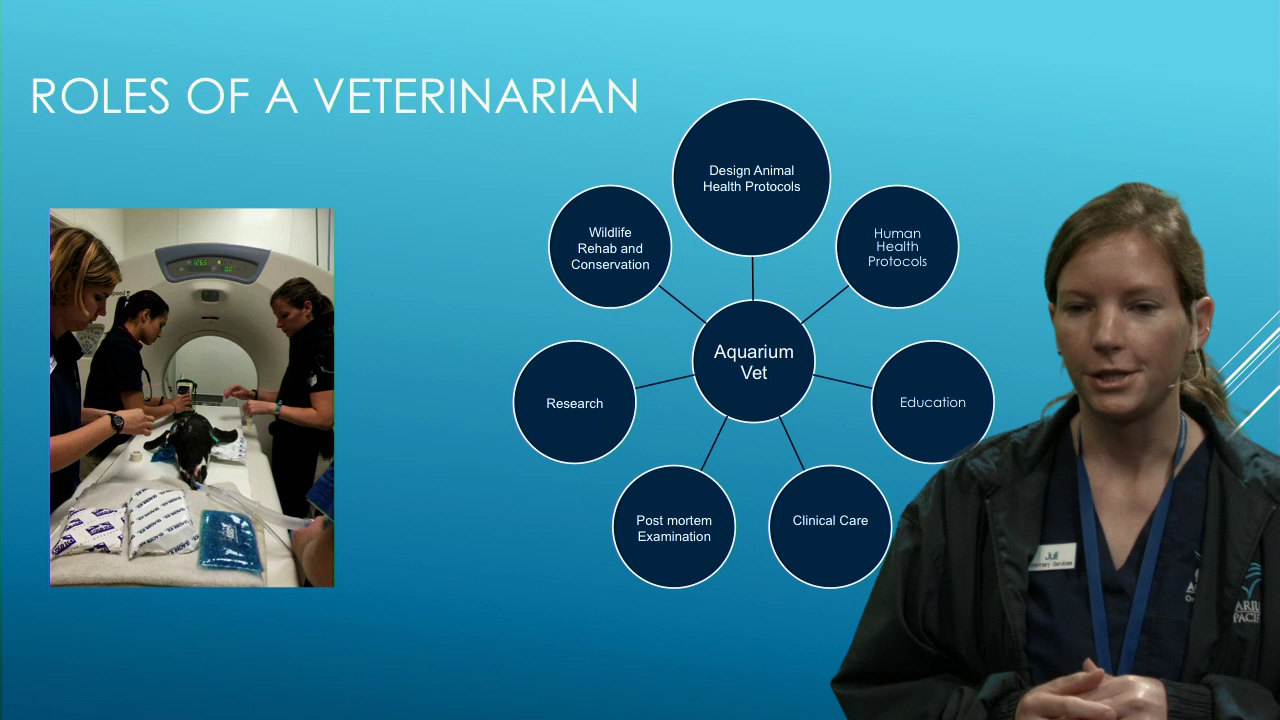 ROLES OF A VETERINARIAN
Design Animal
Health Protocols
Wildlife
Rehab and
Conservation
Human
Health
Protocols
Aquarium
Vet
Research
Education
Post mortem
Examination
Clinical Care
Juli